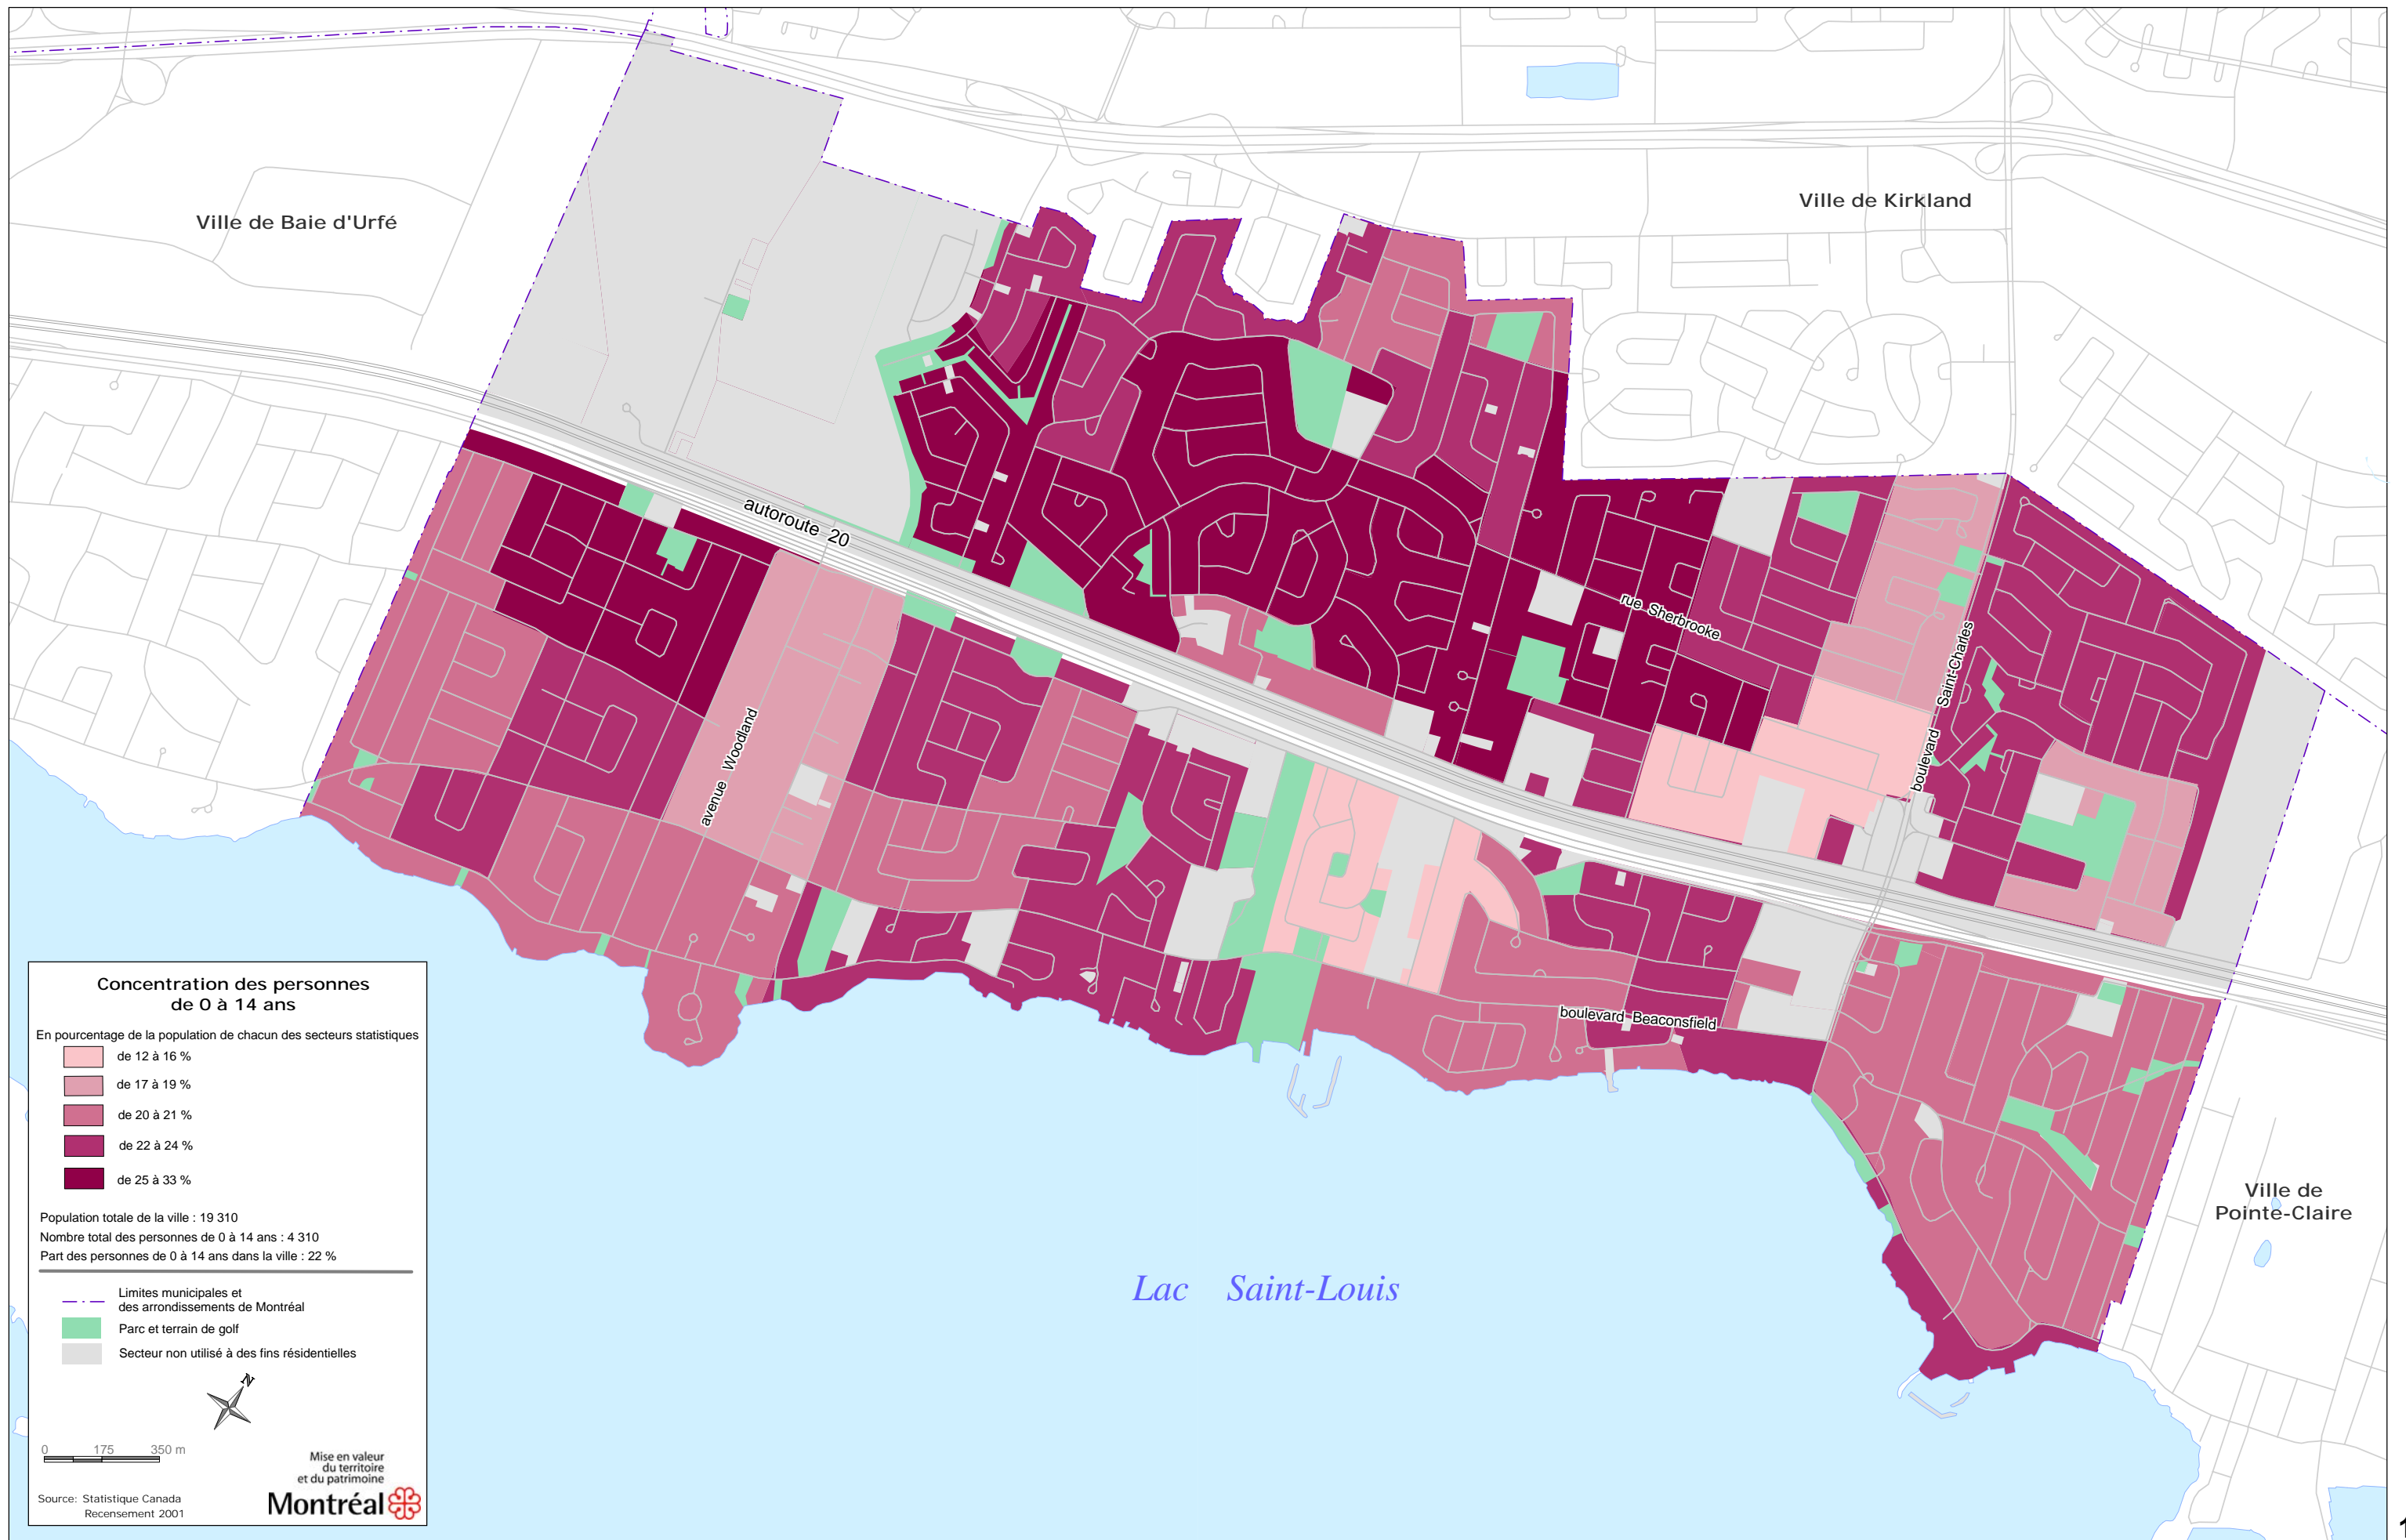 Ville de Baie d'Urfé
Ville de Kirkland
autoroute 20
rue Sherbrooke
boulevard Saint-Charles
avenue Woodland
boulevard Beaconsfield
Ville de
Pointe-Claire
Lac Saint-Louis
Concentration des personnes
de 0 à 14 ans
En pourcentage de la population de chacun des secteurs statistiques
de 12 à 16 %
de 17 à 19 %
de 20 à 21 %
de 22 à 24 %
de 25 à 33 %
Population totale de la ville : 19 310
Nombre total des personnes de 0 à 14 ans : 4 310
Part des personnes de 0 à 14 ans dans la ville : 22 %
Limites municipales et
des arrondissements de Montréal
Parc et terrain de golf
Secteur non utilisé à des fins résidentielles
N
0 175 350 m
Mise en valeur
du territoire
et du patrimoine
Montréal
Source: Statistique Canada
Recensement 2001